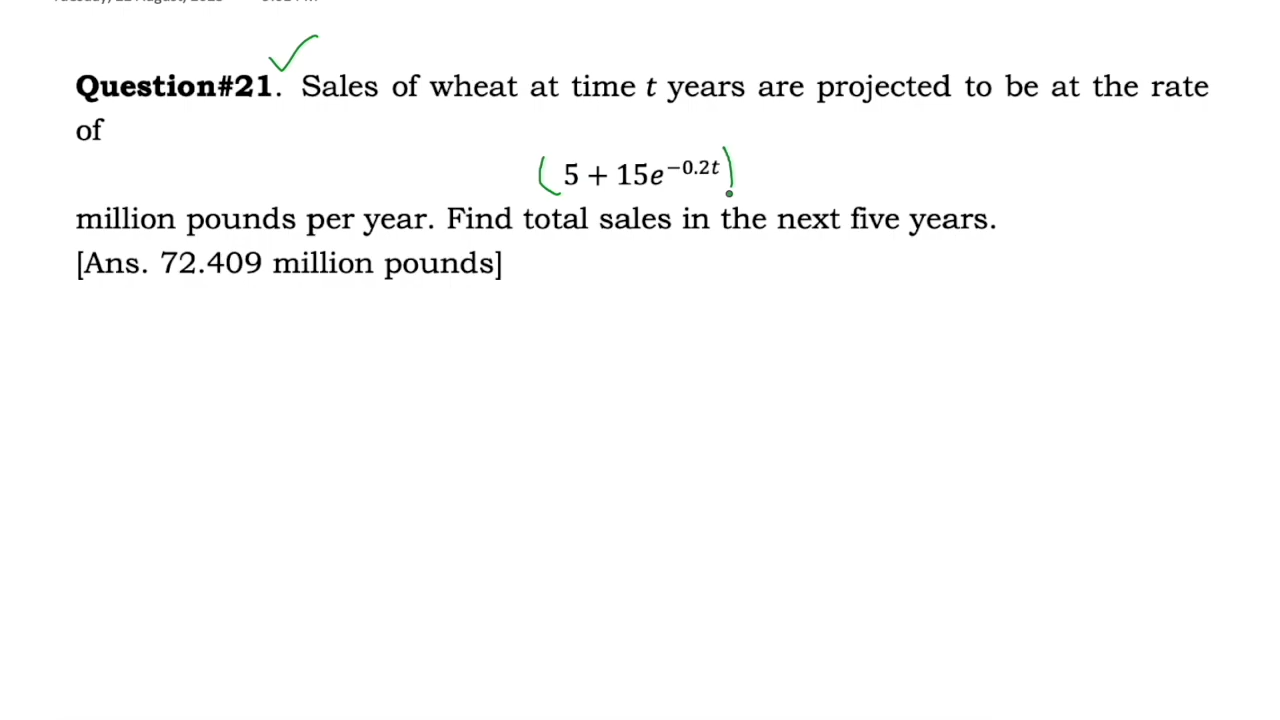 Question#21. Sales of wheat at time t years are projected to be at the rate
of
(5 + 15e^{−0.2t})
million pounds per year. Find total sales in the next five years.
[Ans. 72.409 million pounds]